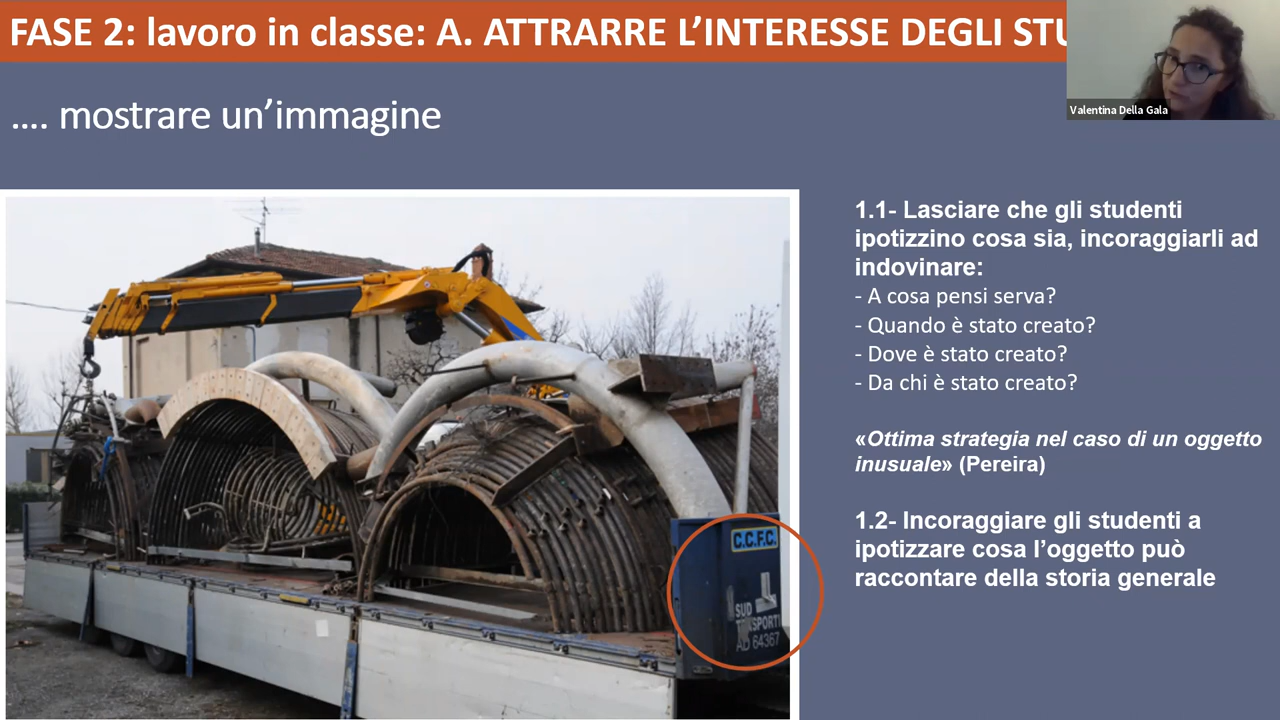 FASE 2: lavoro in classe: A. ATTRARRE L’INTERESSE DEGLI STU
Valentina Della Gala
.... mostrare un’immagine
1.1- Lasciare che gli studenti
ipotizzino cosa sia, incoraggiarli ad
indovinare:
- A cosa pensi serva?
- Quando è stato creato?
- Dove è stato creato?
- Da chi è stato creato?
«Ottima strategia nel caso di un oggetto
inusuale» (Pereira)
1.2- Incoraggiare gli studenti a
ipotizzare cosa l’oggetto può
raccontare della storia generale
C.C.F.C.
SUD
AD 64367